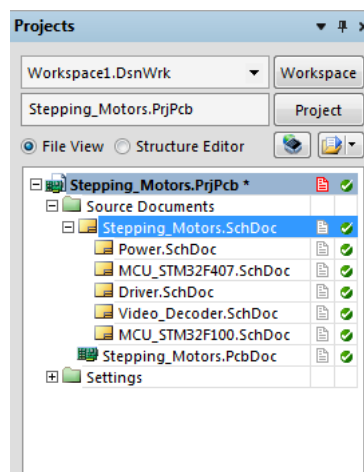 Projects
Workspace1.DsnWrk Workspace
Stepping_Motors.PrjPcb Project
File View Structure Editor
Stepping_Motors.PrjPcb *
Source Documents
Stepping_Motors.SchDoc
Power.SchDoc
MCU_STM32F407.SchDoc
Driver.SchDoc
Video_Decoder.SchDoc
MCU_STM32F100.SchDoc
Stepping_Motors.PcbDoc
Settings